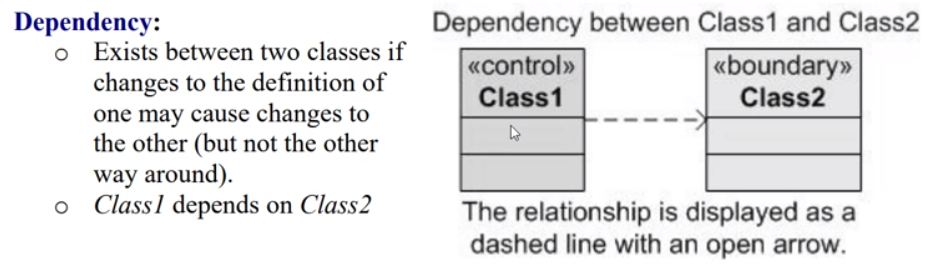 Dependency:
o Exists between two classes if
changes to the definition of
one may cause changes to
the other (but not the other
way around).
o Class1 depends on Class2
Dependency between Class1 and Class2
«control»
Class1
«boundary»
Class2
The relationship is displayed as a
dashed line with an open arrow.